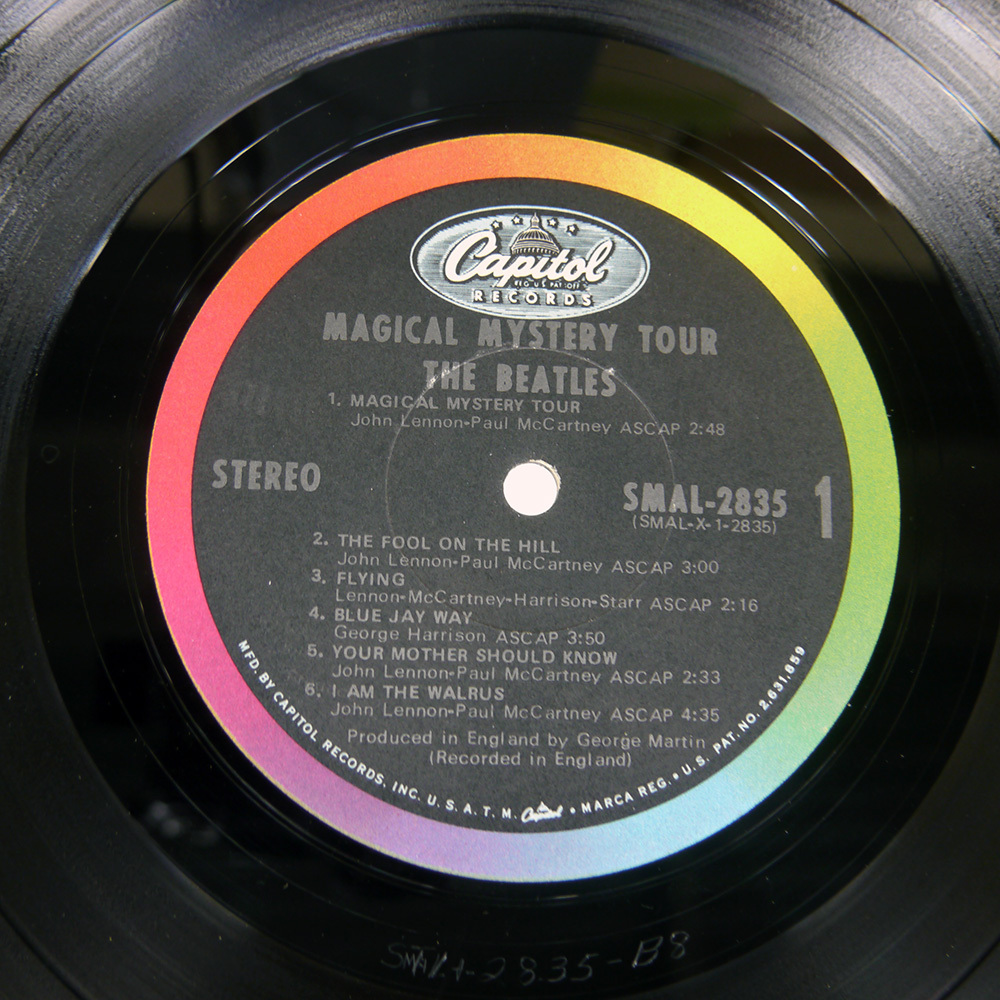 Capitol
REG U S PAT OFF
RECORDS
MAGICAL MYSTERY TOUR
THE BEATLES
1. MAGICAL MYSTERY TOUR
John Lennon-Paul McCartney ASCAP 2:48
STEREO
SMAL-2835 1
(SMAL-X-1-2835)
2. THE FOOL ON THE HILL
John Lennon-Paul McCartney ASCAP 3:00
3. FLYING
Lennon-McCartney-Harrison-Starr ASCAP 2:16
4. BLUE JAY WAY
George Harrison ASCAP 3:50
5. YOUR MOTHER SHOULD KNOW
John Lennon-Paul McCartney ASCAP 2:33
6. I AM THE WALRUS
John Lennon-Paul McCartney ASCAP 4:35
Produced in England by George Martin
(Recorded in England)
MFD. BY CAPITOL RECORDS, INC. U. S. A. T. M. Capitol • MARCA REG. • U. S. PAT. NO. 2,631,859
2835-B8